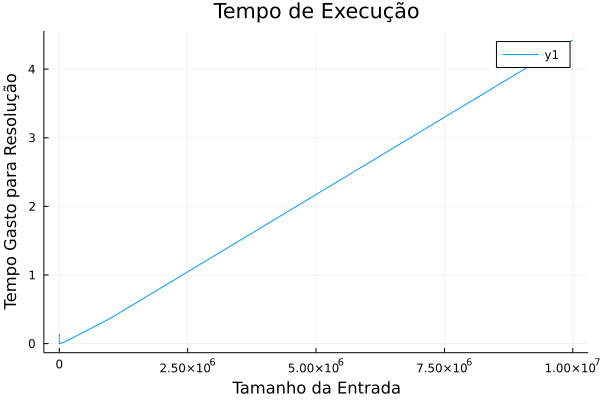 Tempo de Execução
y1
Tempo Gasto para Resolução
4
3
2
1
0
0 2.50×10⁶ 5.00×10⁶ 7.50×10⁶ 1.00×10⁷
Tamanho da Entrada